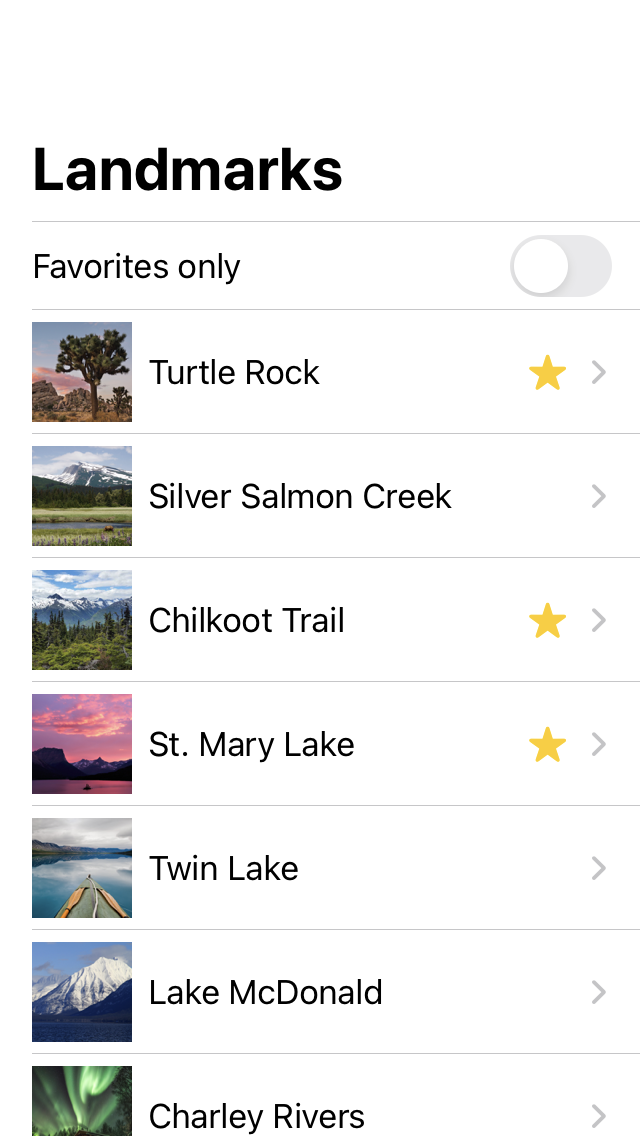 Landmarks
Favorites only
Turtle Rock
Silver Salmon Creek
Chilkoot Trail
St. Mary Lake
Twin Lake
Lake McDonald
Charley Rivers